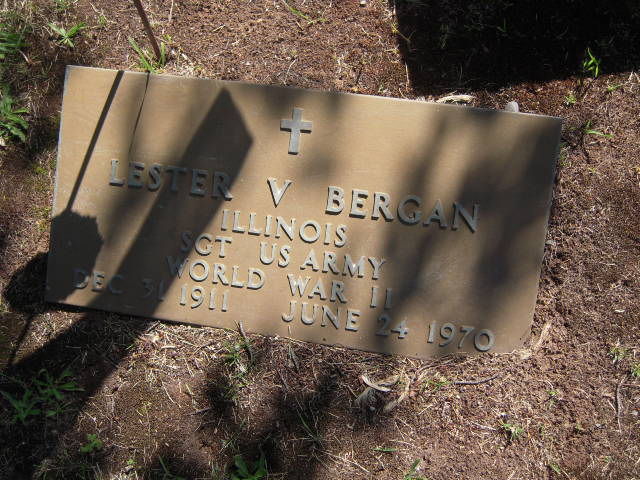 LESTER V BERGAN
ILLINOIS
SGT US ARMY
WORLD WAR II
DEC 31 1911 JUNE 24 1970